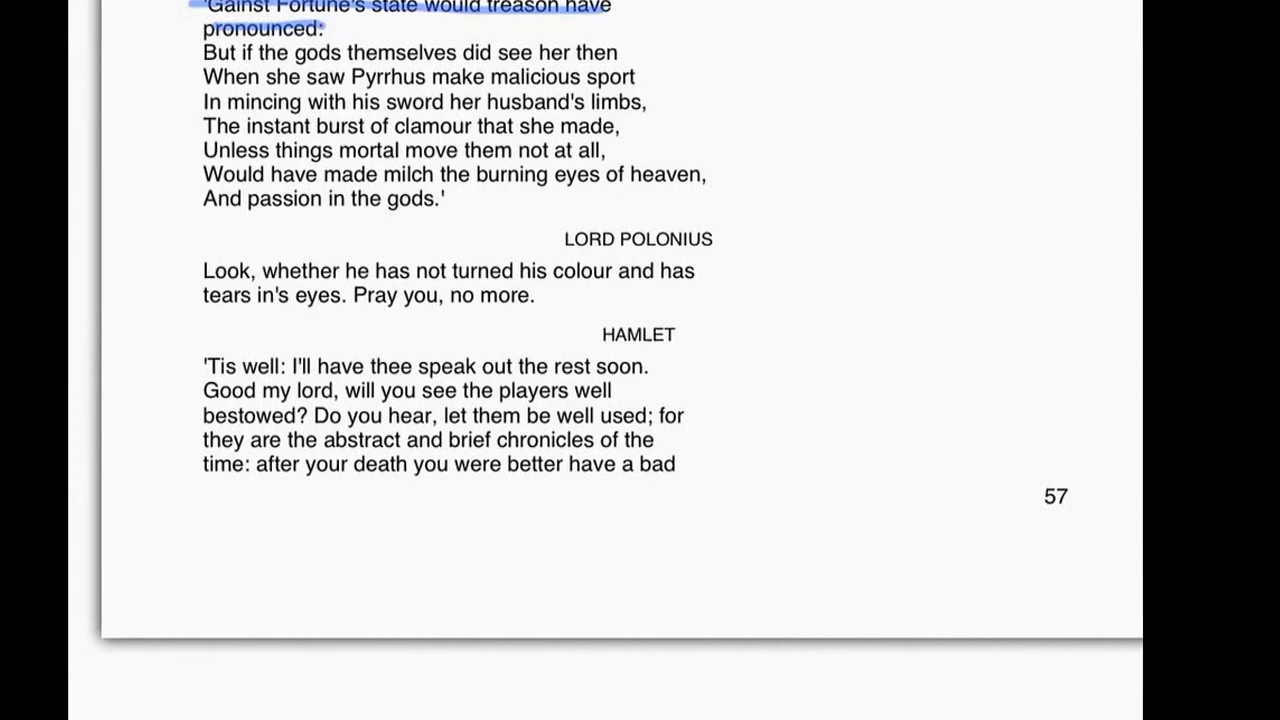 'Gainst Fortune's state would treason have
pronounced:
But if the gods themselves did see her then
When she saw Pyrrhus make malicious sport
In mincing with his sword her husband's limbs,
The instant burst of clamour that she made,
Unless things mortal move them not at all,
Would have made milch the burning eyes of heaven,
And passion in the gods.'
LORD POLONIUS
Look, whether he has not turned his colour and has
tears in's eyes. Pray you, no more.
HAMLET
'Tis well: I'll have thee speak out the rest soon.
Good my lord, will you see the players well
bestowed? Do you hear, let them be well used; for
they are the abstract and brief chronicles of the
time: after your death you were better have a bad
57